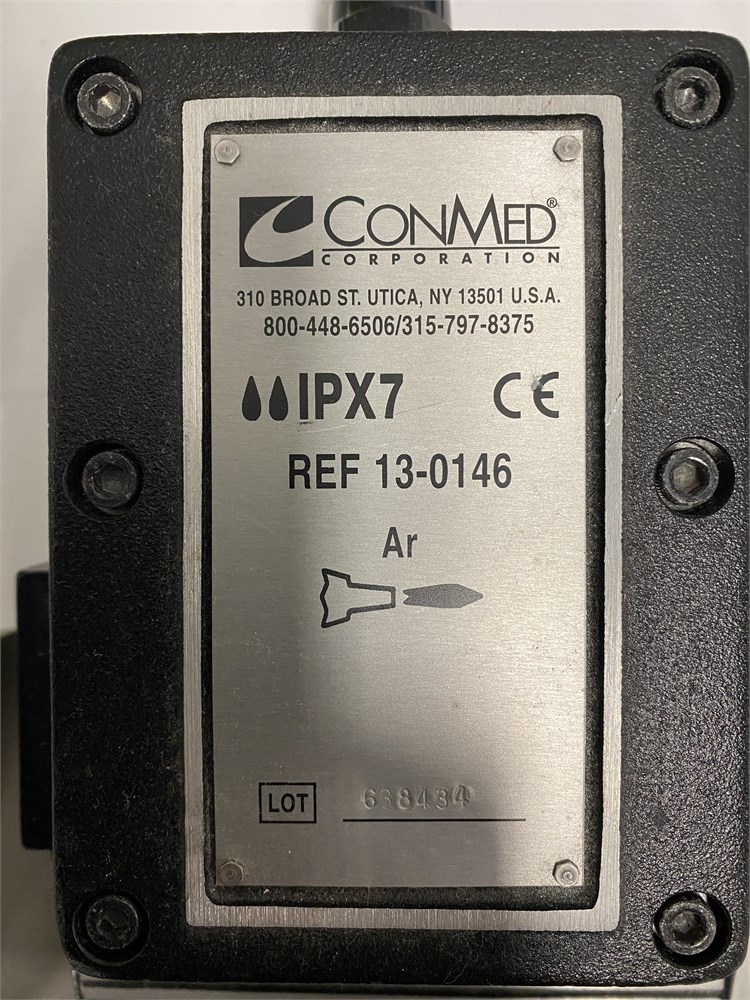 CONMED®
CORPORATION
310 BROAD ST. UTICA, NY 13501 U.S.A.
800-448-6506/315-797-8375
IPX7 CE
REF 13-0146
Ar
LOT 638434